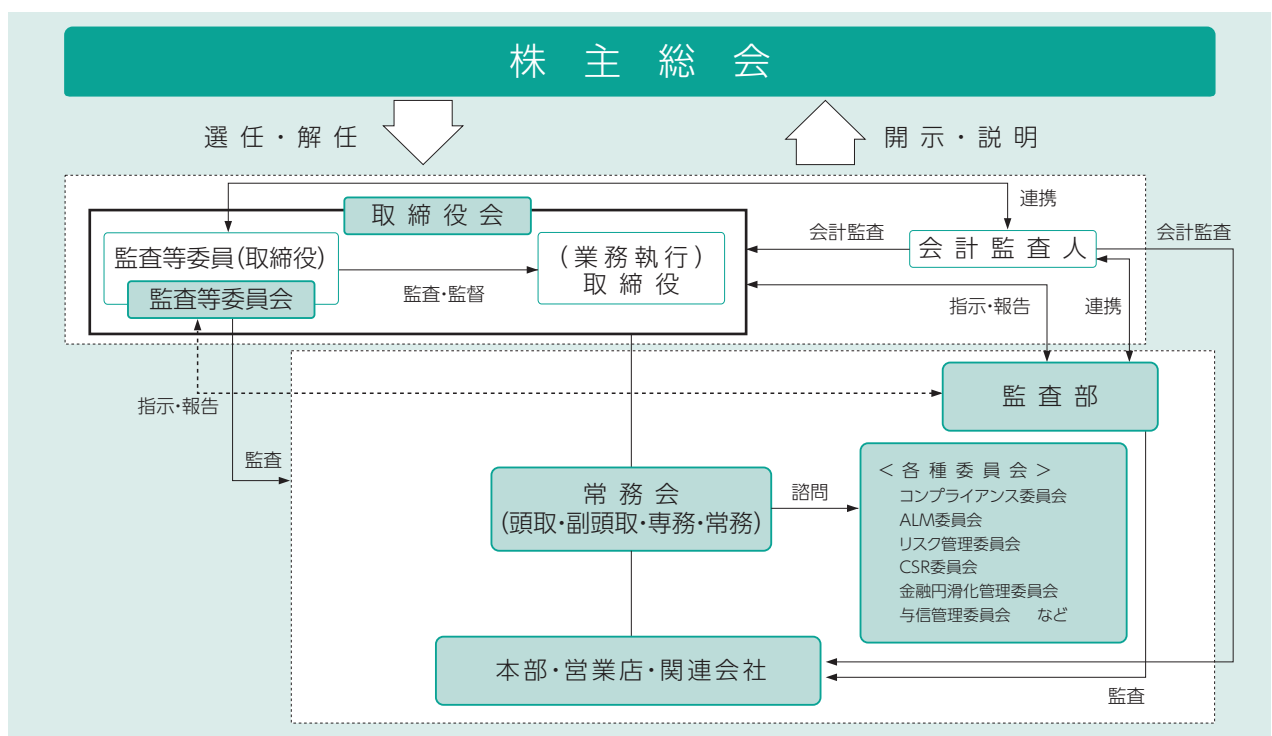 株主総会
選任・解任
開示・説明
連携
取締役会
会計監査
会計監査人
会計監査
監査等委員(取締役)
監査等委員会
監査・監督
(業務執行)
取締役
指示・報告
連携
監査部
指示・報告
監査
常務会
(頭取・副頭取・専務・常務)
諮問
＜各種委員会＞
コンプライアンス委員会
ALM委員会
リスク管理委員会
CSR委員会
金融円滑化管理委員会
与信管理委員会 など
本部・営業店・関連会社
監査